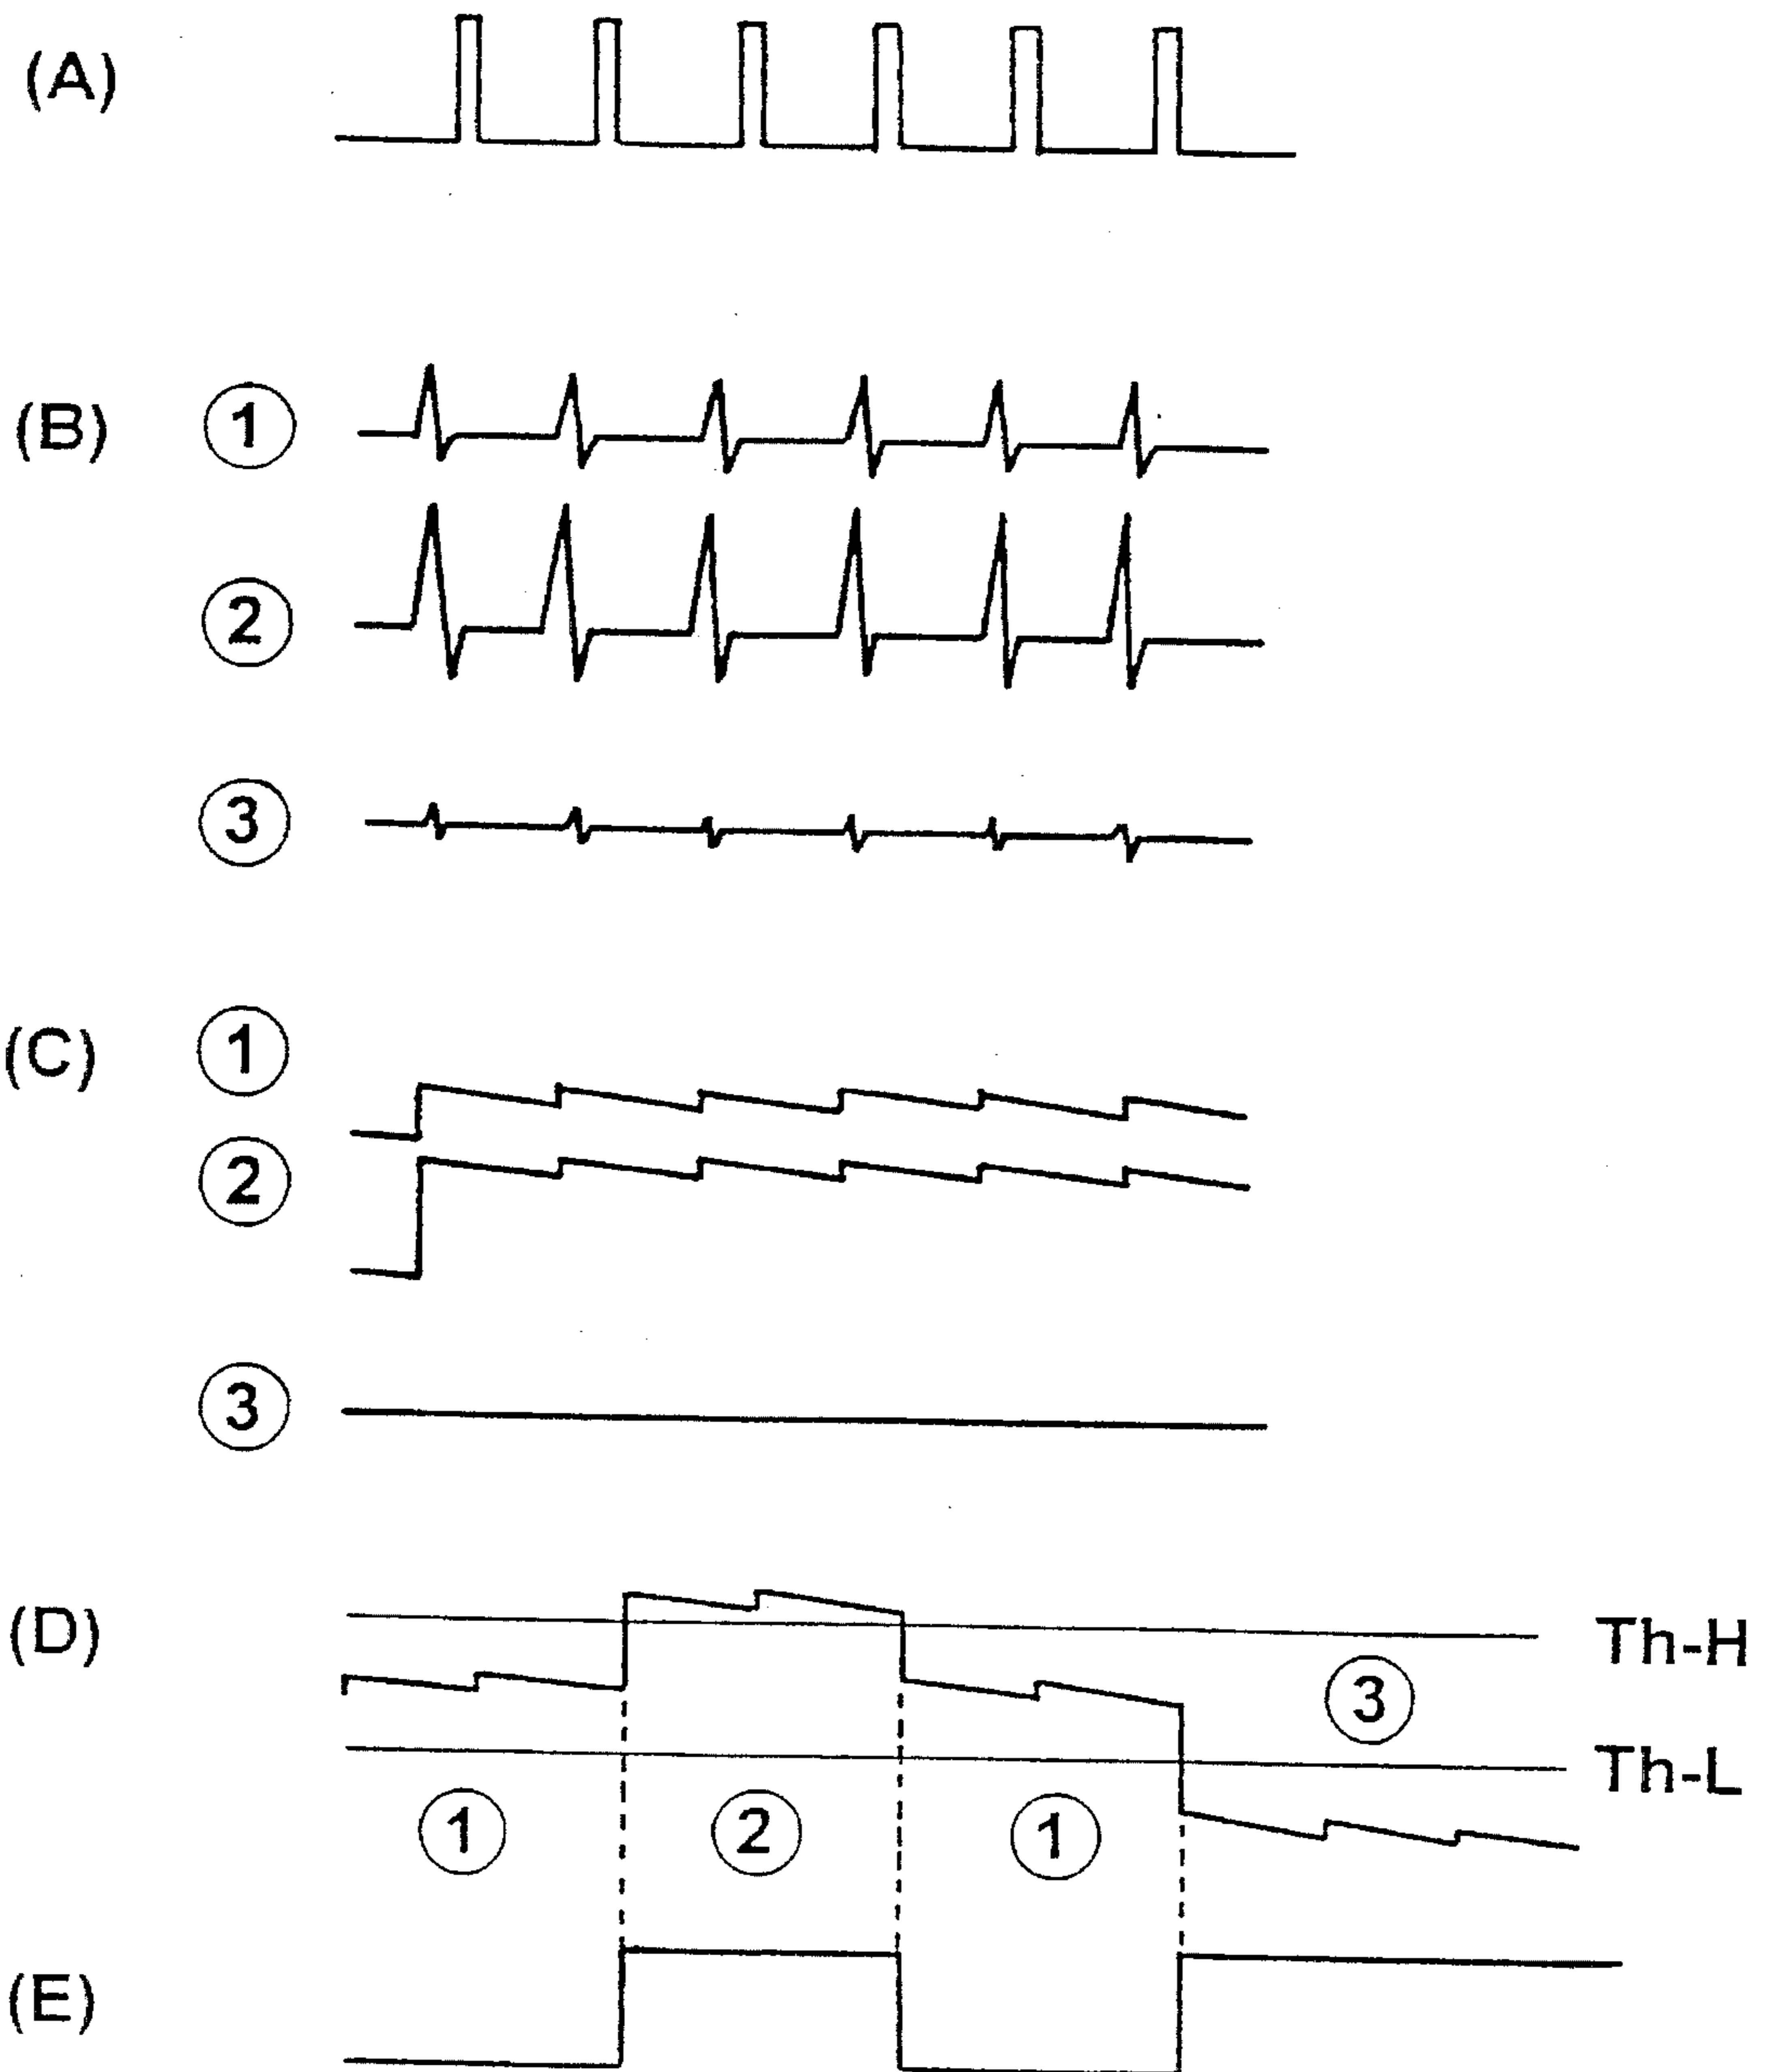 (A)
(B) ①
②
③
(C) ①
②
③
(D) Th-H
③
Th-L
① ② ①
(E)